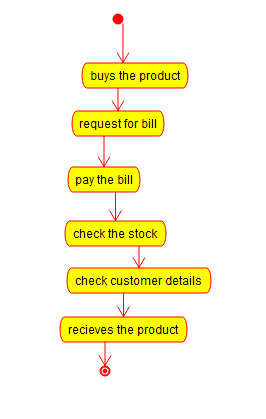 buys the product
request for bill
pay the bill
check the stock
check customer details
recieves the product